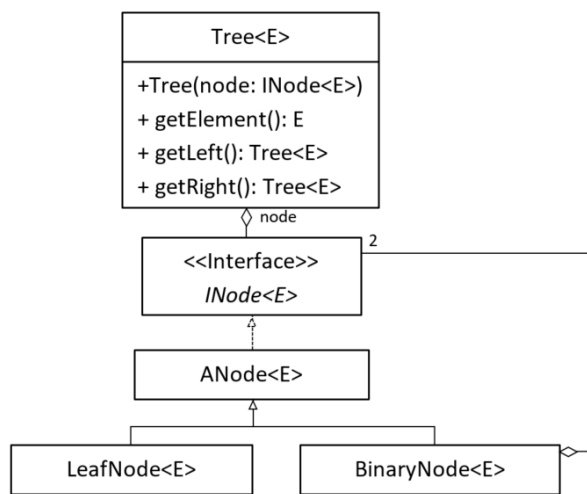 Tree<E>
+Tree(node: INode<E>)
+ getElement(): E
+ getLeft(): Tree<E>
+ getRight(): Tree<E>
node
2
<<Interface>>
INode<E>
ANode<E>
LeafNode<E>
BinaryNode<E>